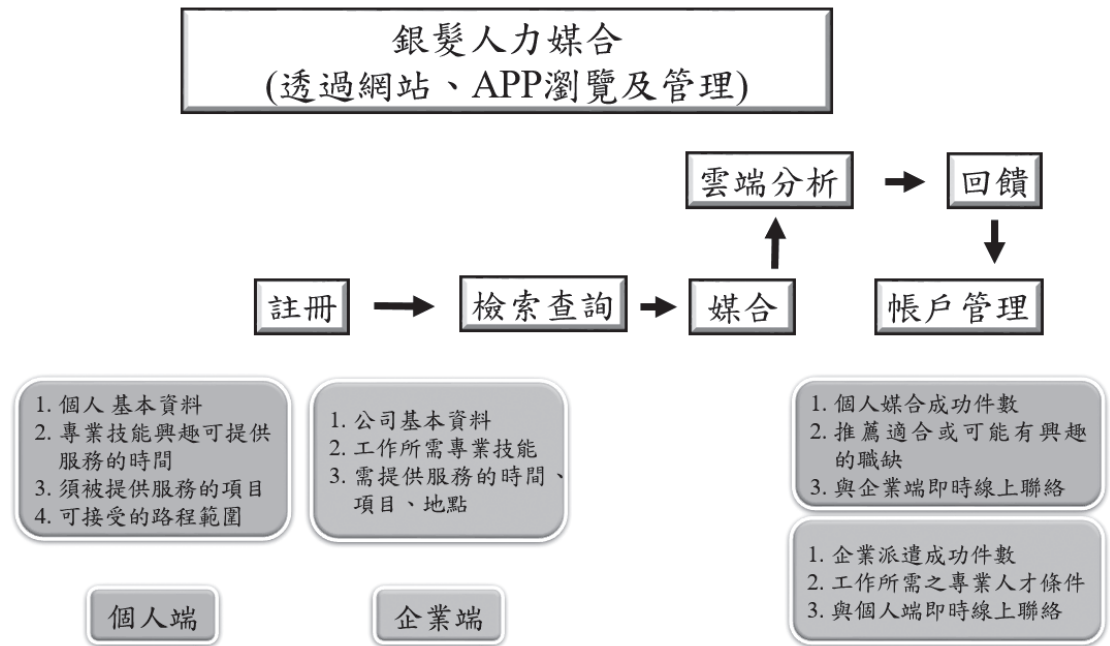 銀髮人力媒合
(透過網站、APP瀏覽及管理)
雲端分析
回饋
註冊
檢索查詢
媒合
帳戶管理
1. 個人 基本資料
2. 專業技能興趣可提供
服務的時間
3. 須被提供服務的項目
4. 可接受的路程範圍
1. 公司基本資料
2. 工作所需專業技能
3. 需提供服務的時間、
項目、地點
1. 個人媒合成功件數
2. 推薦適合或可能有興趣
的職缺
3. 與企業端即時線上聯絡
1. 企業派遣成功件數
2. 工作所需之專業人才條件
3. 與個人端即時線上聯絡
個人端
企業端